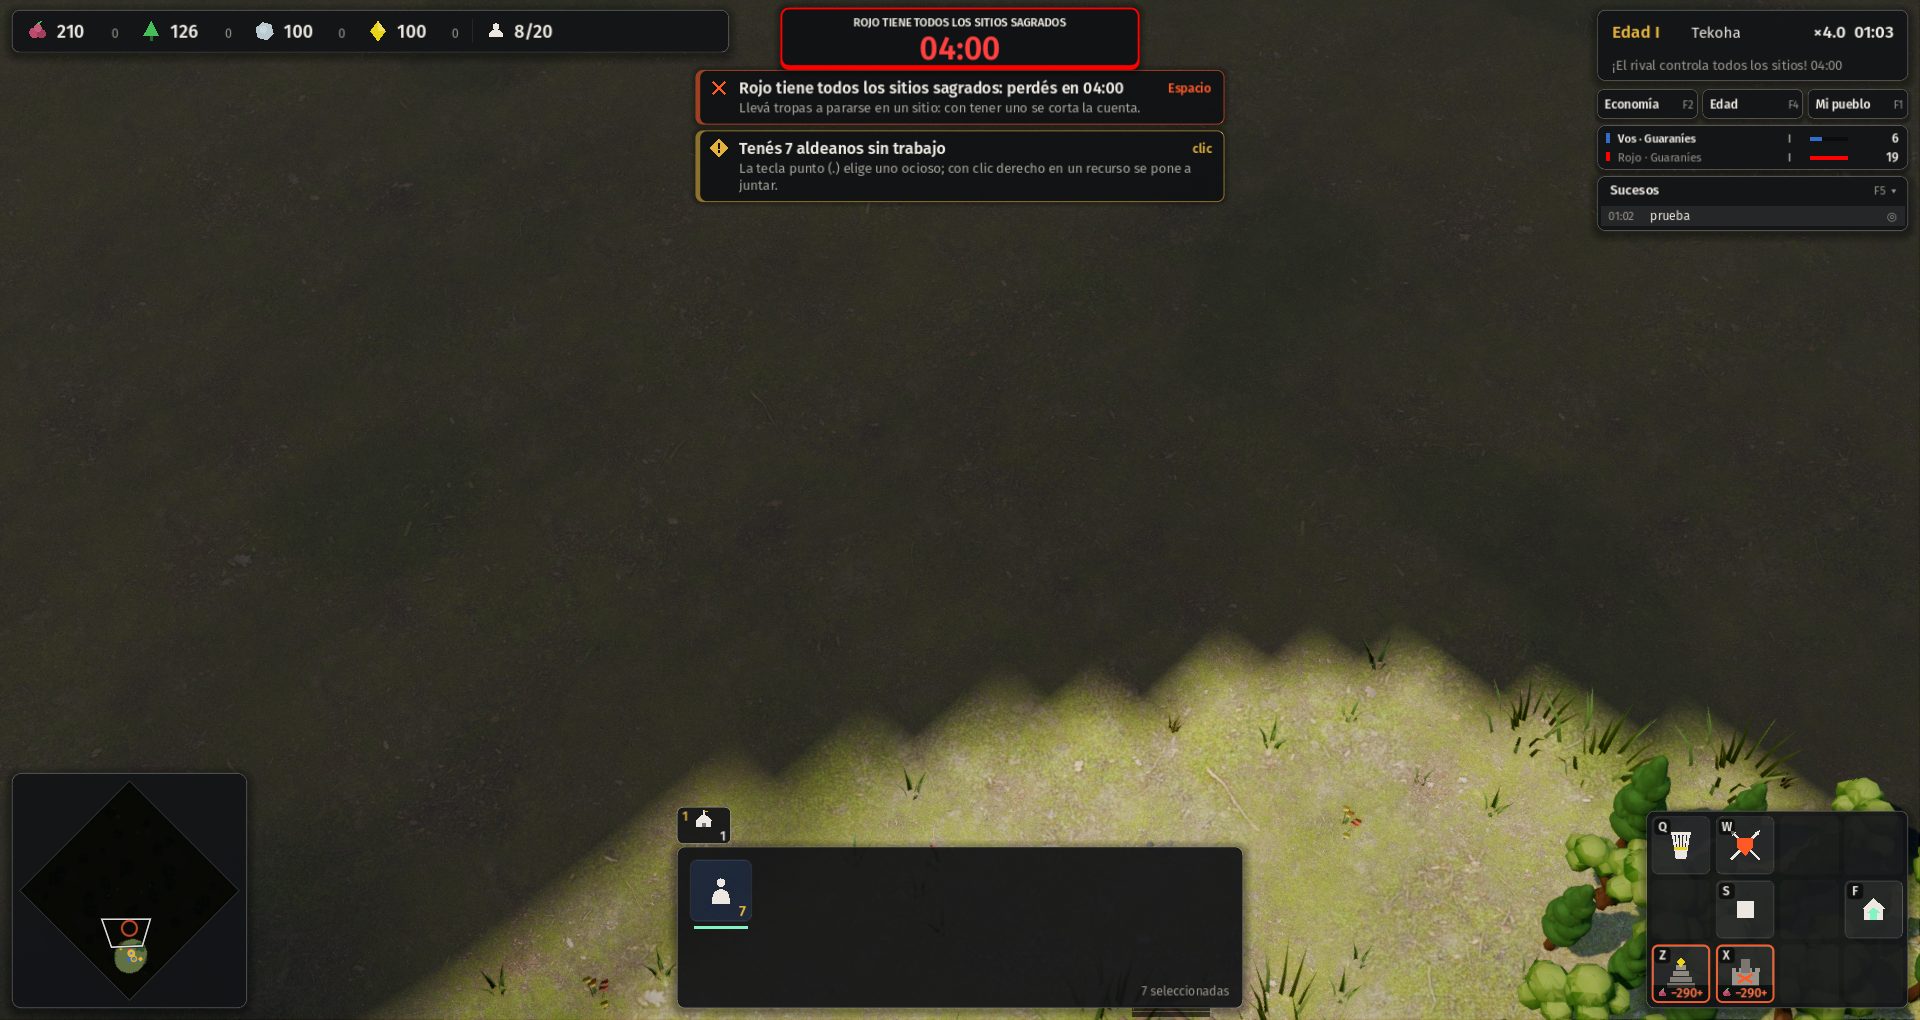 210 0 126 0 100 0 100 0 8/20
ROJO TIENE TODOS LOS SITIOS SAGRADOS
04:00
Rojo tiene todos los sitios sagrados: perdés en 04:00 Espacio
Llevá tropas a pararse en un sitio: con tener uno se corta la cuenta.
Tenés 7 aldeanos sin trabajo clic
La tecla punto (.) elige uno ocioso; con clic derecho en un recurso se pone a
juntar.
Edad I Tekoha ×4.0 01:03
¡El rival controla todos los sitios! 04:00
Economía F2 Edad F4 Mi pueblo F1
Vos · Guaraníes I 6
Rojo · Guaraníes I 19
Sucesos F5
01:02 prueba
1
1
7
7 seleccionadas
Q W
S F
Z X
-290+ -290+